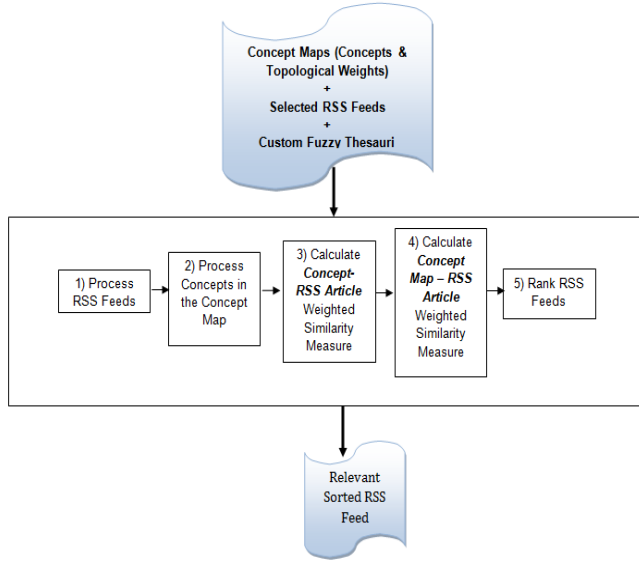 Concept Maps (Concepts &
Topological Weights)
+
Selected RSS Feeds
+
Custom Fuzzy Thesauri
1) Process
RSS Feeds
2) Process
Concepts in
the Concept
Map
3) Calculate
Concept-
RSS Article
Weighted
Similarity
Measure
4) Calculate
Concept
Map – RSS
Article
Weighted
Similarity
Measure
5) Rank RSS
Feeds
Relevant
Sorted RSS
Feed